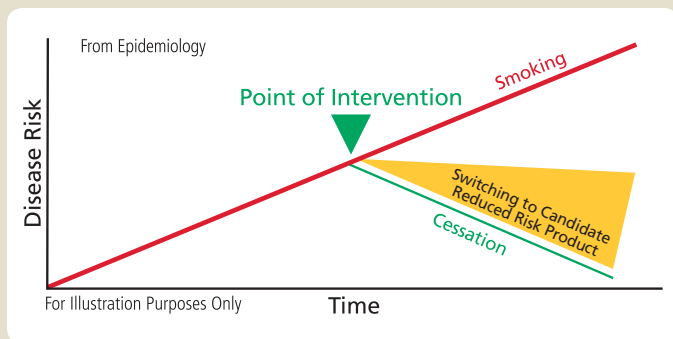 From Epidemiology
Smoking
Point of Intervention
Disease Risk
Switching to Candidate
Reduced Risk Product
Cessation
For Illustration Purposes Only
Time